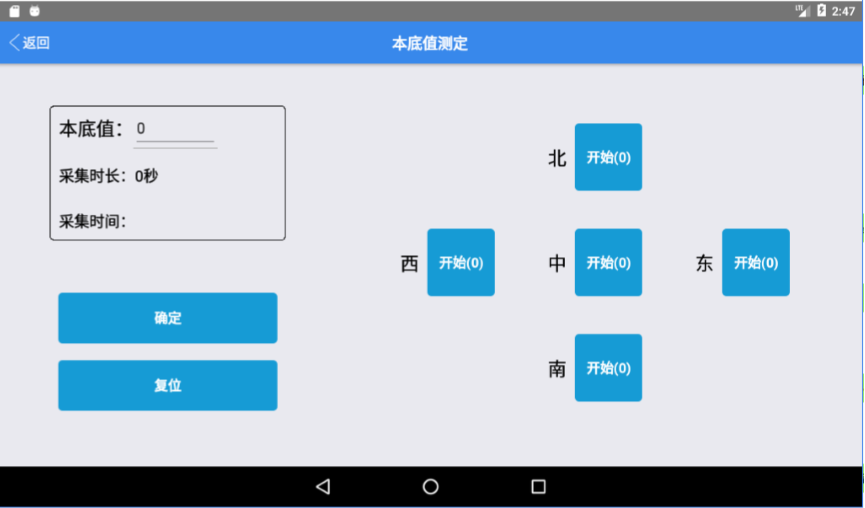 LTE 2:47
返回
本底值测定
本底值：0
采集时长：0秒
采集时间：
确定
复位
北 开始(0)
西 开始(0) 中 开始(0) 东 开始(0)
南 开始(0)